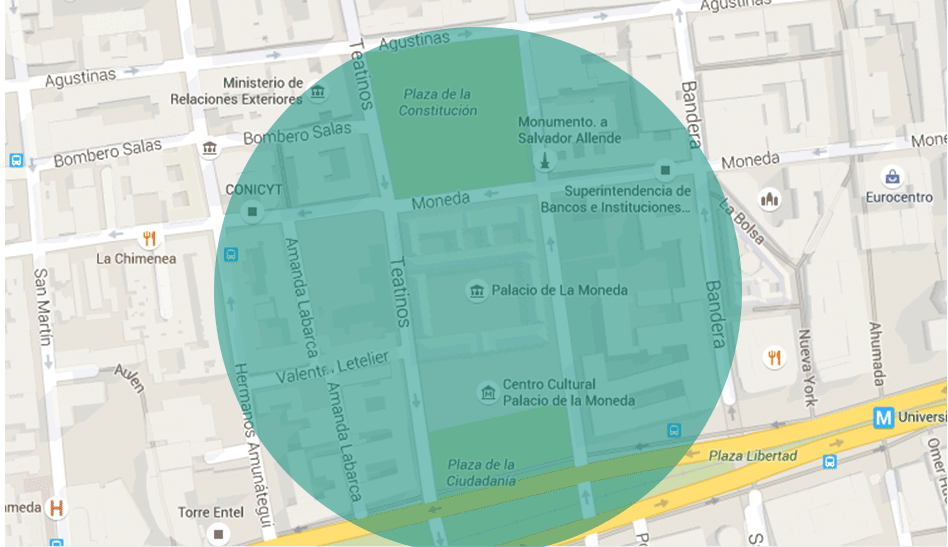 Agustinas
Agustinas
Agustinas
Teatinos
Ministerio de
Relaciones Exteriores
Plaza de la
Constitución
Bandera
Monumento. a
Salvador Allende
Bombero Salas
Bombero Salas
Moneda
CONICYT
Superintendencia de
Bancos e Instituciones...
Eurocentro
Moneda
La Bolsa
La Chimenea
Amanda Labarca
Teatinos
San Martín
Palacio de La Moneda
Bandera
Nueva York
Ahumada
Valentín Letelier
Hermanos Amunátegui
Amanda Labarca
Centro Cultural
Palacio de la Moneda
M
Plaza Libertad
Plaza de la
Ciudadanía
H
Torre Entel